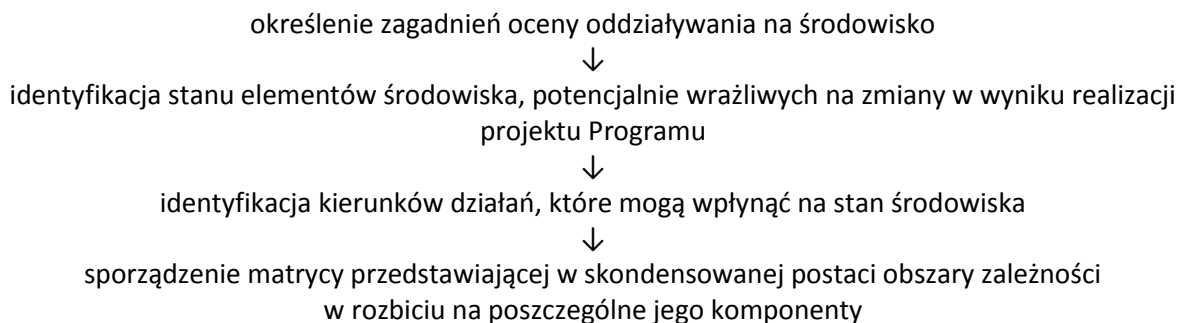 określenie zagadnień oceny oddziaływania na środowisko
↓
identyfikacja stanu elementów środowiska, potencjalnie wrażliwych na zmiany w wyniku realizacji
projektu Programu
↓
identyfikacja kierunków działań, które mogą wpłynąć na stan środowiska
↓
sporządzenie matrycy przedstawiającej w skondensowanej postaci obszary zależności
w rozbiciu na poszczególne jego komponenty